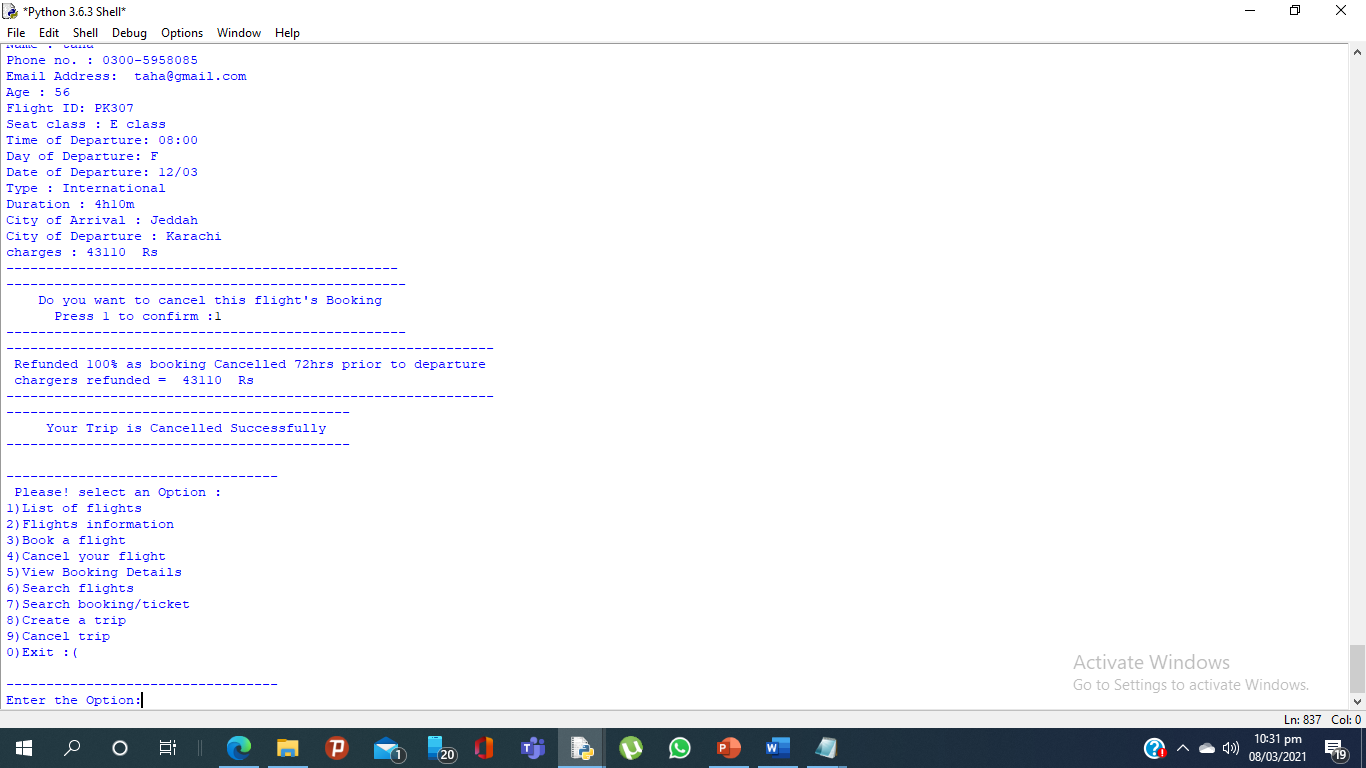 *Python 3.6.3 Shell*
File Edit Shell Debug Options Window Help
Phone no. : 0300-5958085
Email Address:  taha@gmail.com
Age : 56
Flight ID: PK307
Seat class : E class
Time of Departure: 08:00
Day of Departure: F
Date of Departure: 12/03
Type : International
Duration : 4h10m
City of Arrival : Jeddah
City of Departure : Karachi
charges : 43110  Rs
-------------------------------------------------
--------------------------------------------------
    Do you want to cancel this flight's Booking
      Press 1 to confirm :1
--------------------------------------------------
-------------------------------------------------------------
 Refunded 100% as booking Cancelled 72hrs prior to departure
 chargers refunded =  43110  Rs
-------------------------------------------------------------
-------------------------------------------
     Your Trip is Cancelled Successfully
-------------------------------------------
----------------------------------
 Please! select an Option :
1)List of flights
2)Flights information
3)Book a flight
4)Cancel your flight
5)View Booking Details
6)Search flights
7)Search booking/ticket
8)Create a trip
9)Cancel trip
0)Exit :(
----------------------------------
Enter the Option:
Activate Windows
Go to Settings to activate Windows.
Ln: 837 Col: 0
1
20
10:31 pm
08/03/2021
19